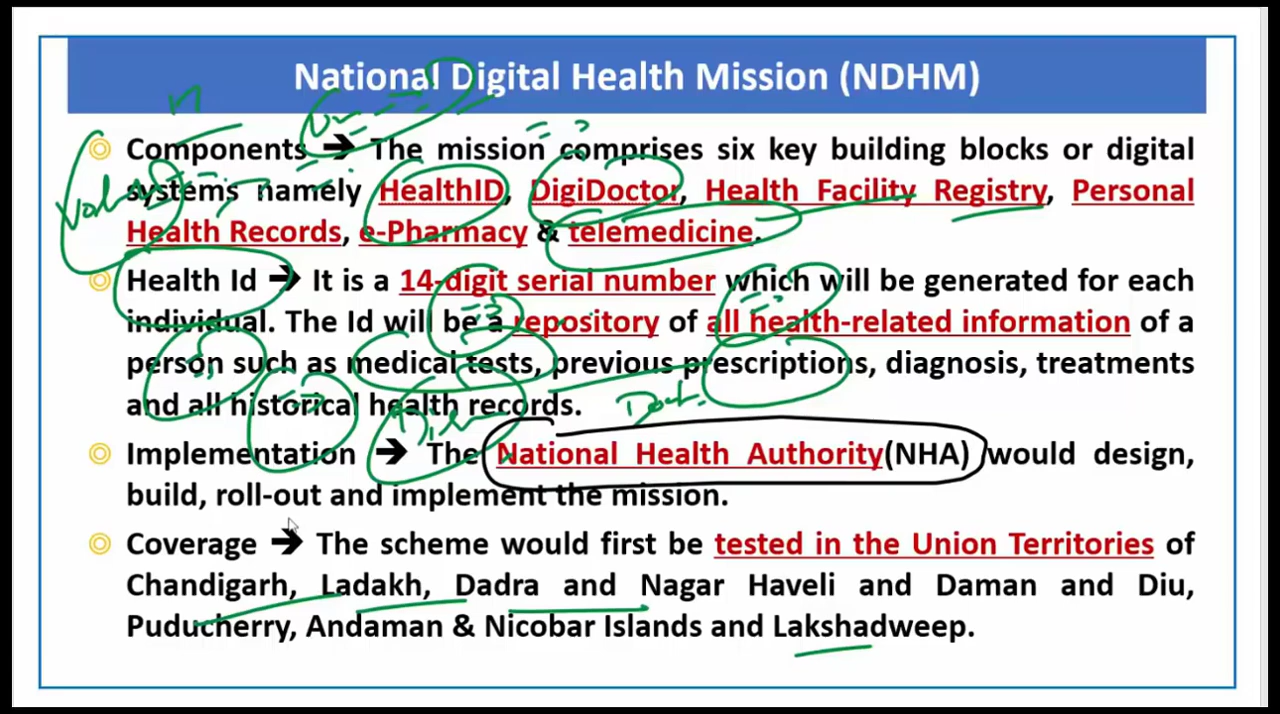 National Digital Health Mission (NDHM)
Components ➔ The mission comprises six key building blocks or digital
systems namely HealthID, DigiDoctor, Health Facility Registry, Personal
Health Records, e-Pharmacy & telemedicine.
Health Id ➔ It is a 14-digit serial number which will be generated for each
individual. The Id will be a repository of all health-related information of a
person such as medical tests, previous prescriptions, diagnosis, treatments
and all historical health records.
Implementation ➔ The National Health Authority(NHA) would design,
build, roll-out and implement the mission.
Coverage ➔ The scheme would first be tested in the Union Territories of
Chandigarh, Ladakh, Dadra and Nagar Haveli and Daman and Diu,
Puducherry, Andaman & Nicobar Islands and Lakshadweep.